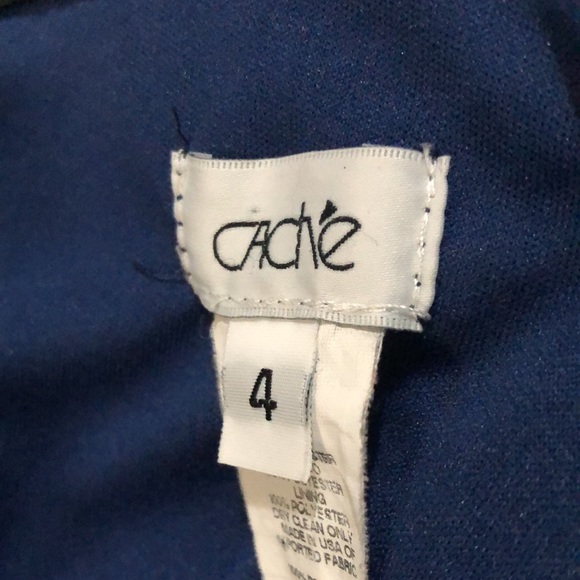 CACHÉ
4
LINING
100% POLYESTER
DRY CLEAN ONLY
MADE IN USA OF
IMPORTED FABRIC